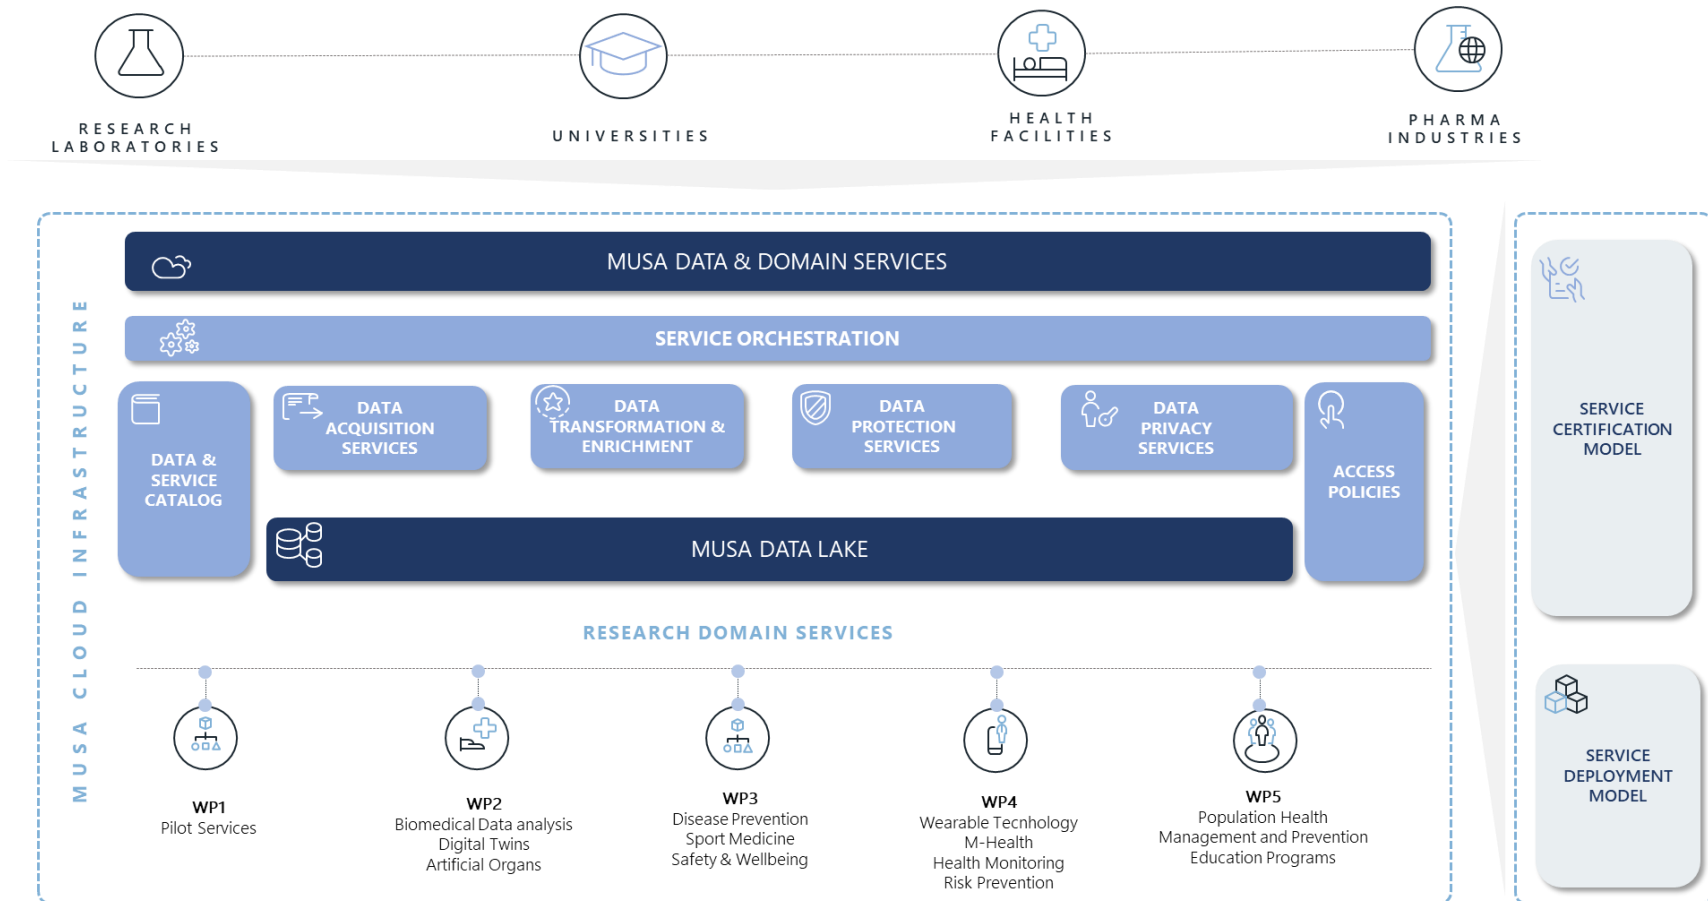 RESEARCH
LABORATORIES
UNIVERSITIES
HEALTH
FACILITIES
PHARMA
INDUSTRIES
MUSA CLOUD INFRASTRUCTURE
MUSA DATA & DOMAIN SERVICES
SERVICE ORCHESTRATION
DATA &
SERVICE
CATALOG
DATA
ACQUISITION
SERVICES
DATA
TRANSFORMATION &
ENRICHMENT
DATA
PROTECTION
SERVICES
DATA
PRIVACY
SERVICES
ACCESS
POLICIES
MUSA DATA LAKE
RESEARCH DOMAIN SERVICES
WP1
Pilot Services
WP2
Biomedical Data analysis
Digital Twins
Artificial Organs
WP3
Disease Prevention
Sport Medicine
Safety & Wellbeing
WP4
Wearable Tecnhology
M-Health
Health Monitoring
Risk Prevention
WP5
Population Health
Management and Prevention
Education Programs
SERVICE
CERTIFICATION
MODEL
SERVICE
DEPLOYMENT
MODEL